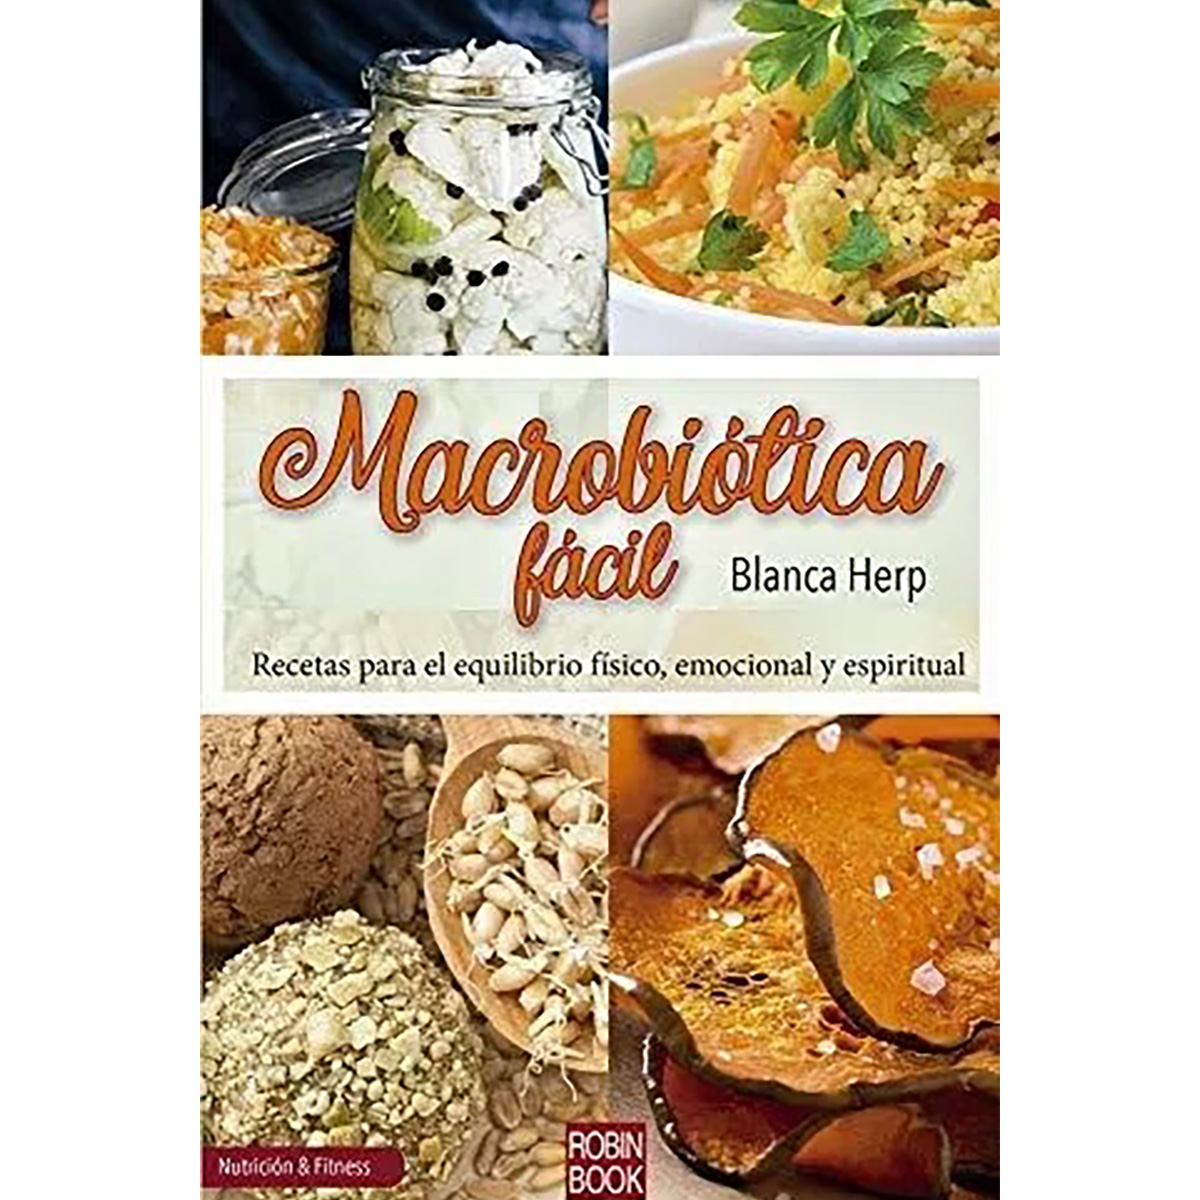 Macrobiótica
fácil
Blanca Herp
Recetas para el equilibrio físico, emocional y espiritual
Nutrición & Fitness
ROBIN
BOOK